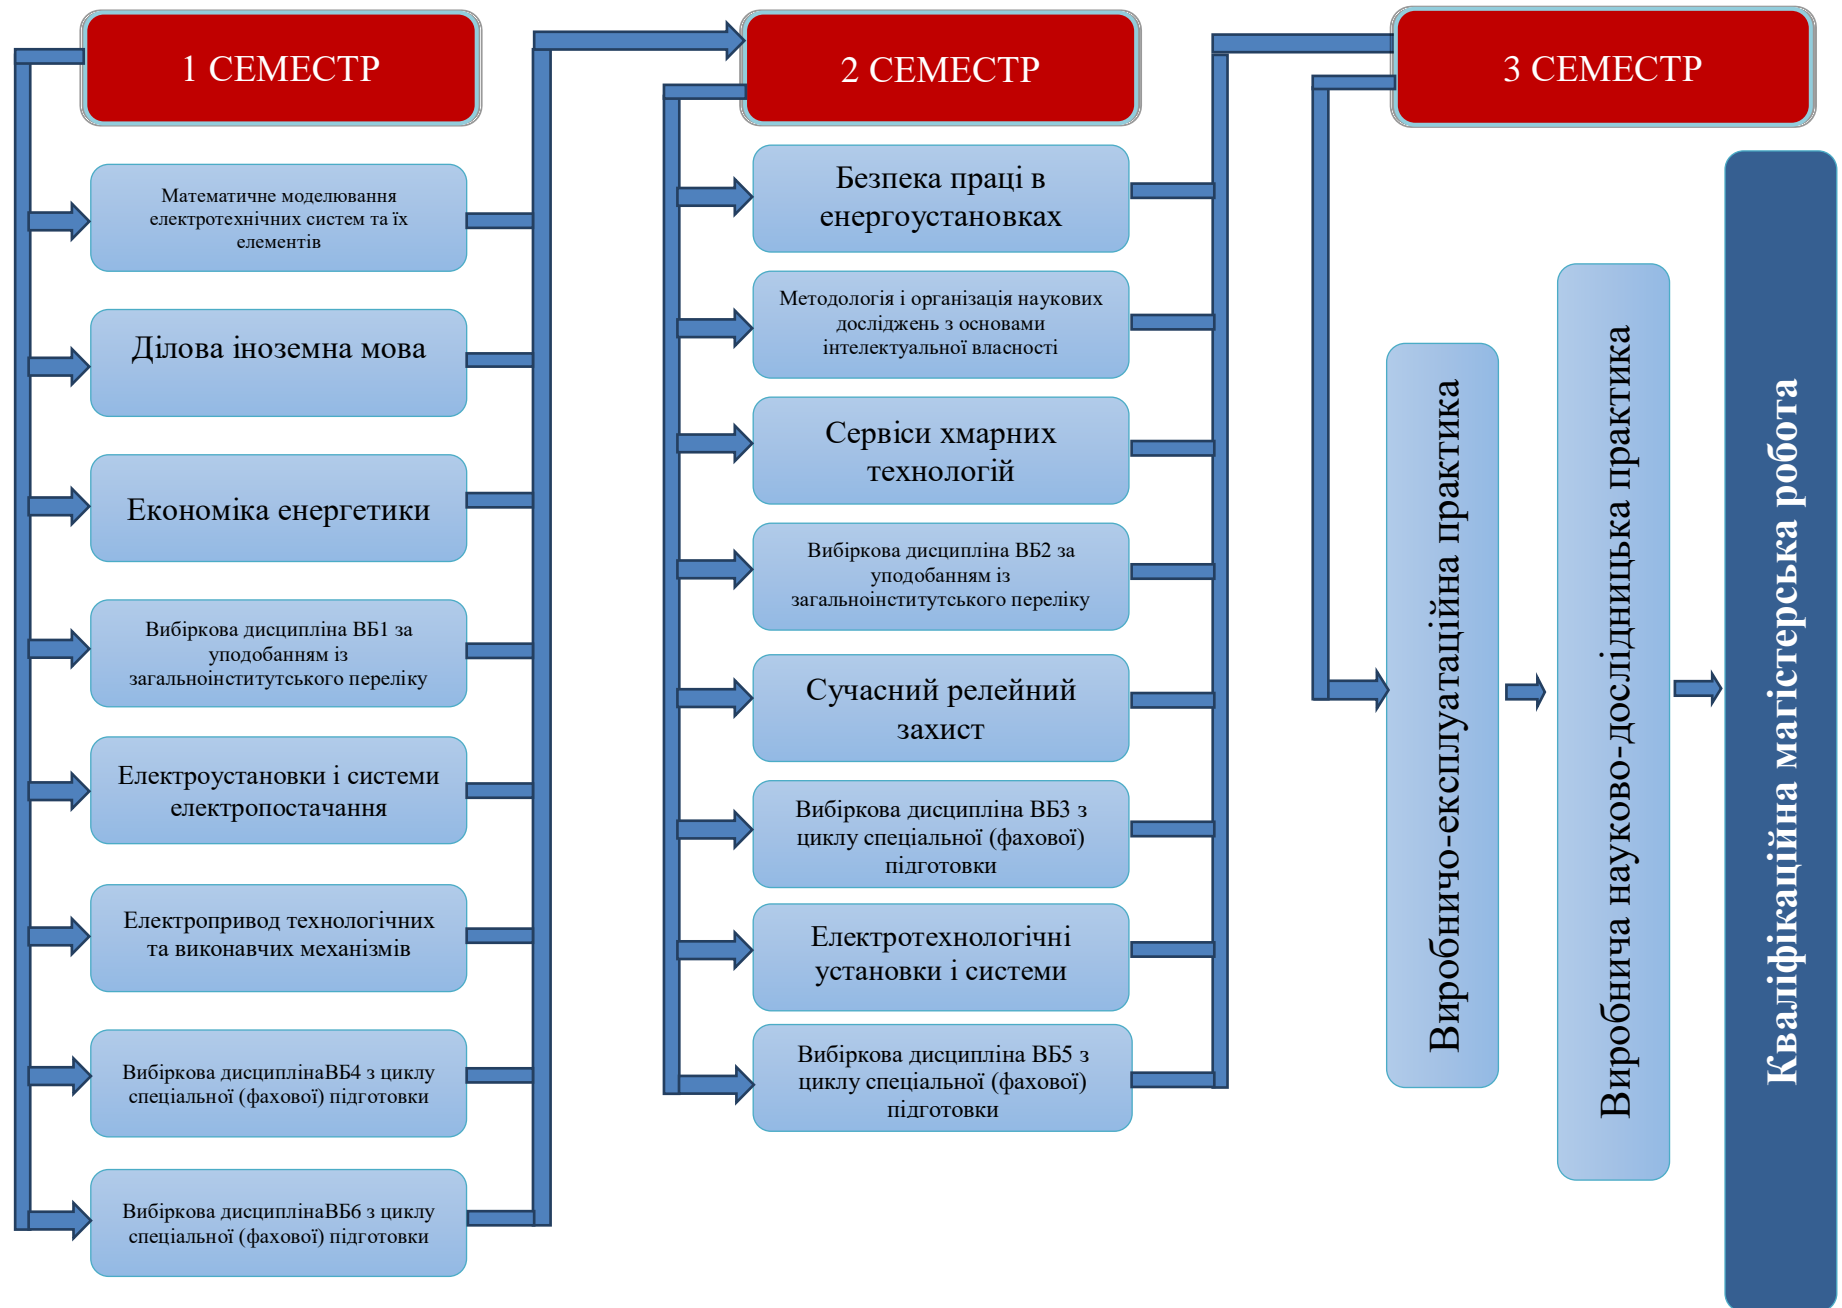 1 СЕМЕСТР
Математичне моделювання
електротехнічних систем та їх
елементів
Ділова іноземна мова
Економіка енергетики
Вибіркова дисципліна ВБ1 за
уподобанням із
загальноінститутського переліку
Електроустановки і системи
електропостачання
Електропривод технологічних
та виконавчих механізмів
Вибіркова дисциплінаВБ4 з циклу
спеціальної (фахової) підготовки
Вибіркова дисциплінаВБ6 з циклу
спеціальної (фахової) підготовки
2 СЕМЕСТР
Безпека праці в
енергоустановках
Методологія і організація наукових
досліджень з основами
інтелектуальної власності
Сервіси хмарних
технологій
Вибіркова дисципліна ВБ2 за
уподобанням із
загальноінститутського переліку
Сучасний релейний
захист
Вибіркова дисципліна ВБ3 з
циклу спеціальної (фахової)
підготовки
Електротехнологічні
установки і системи
Вибіркова дисципліна ВБ5 з
циклу спеціальної (фахової)
підготовки
3 СЕМЕСТР
Виробничо-експлуатаційна практика
Виробнича науково-дослідницька практика
Кваліфікаційна магістерська робота